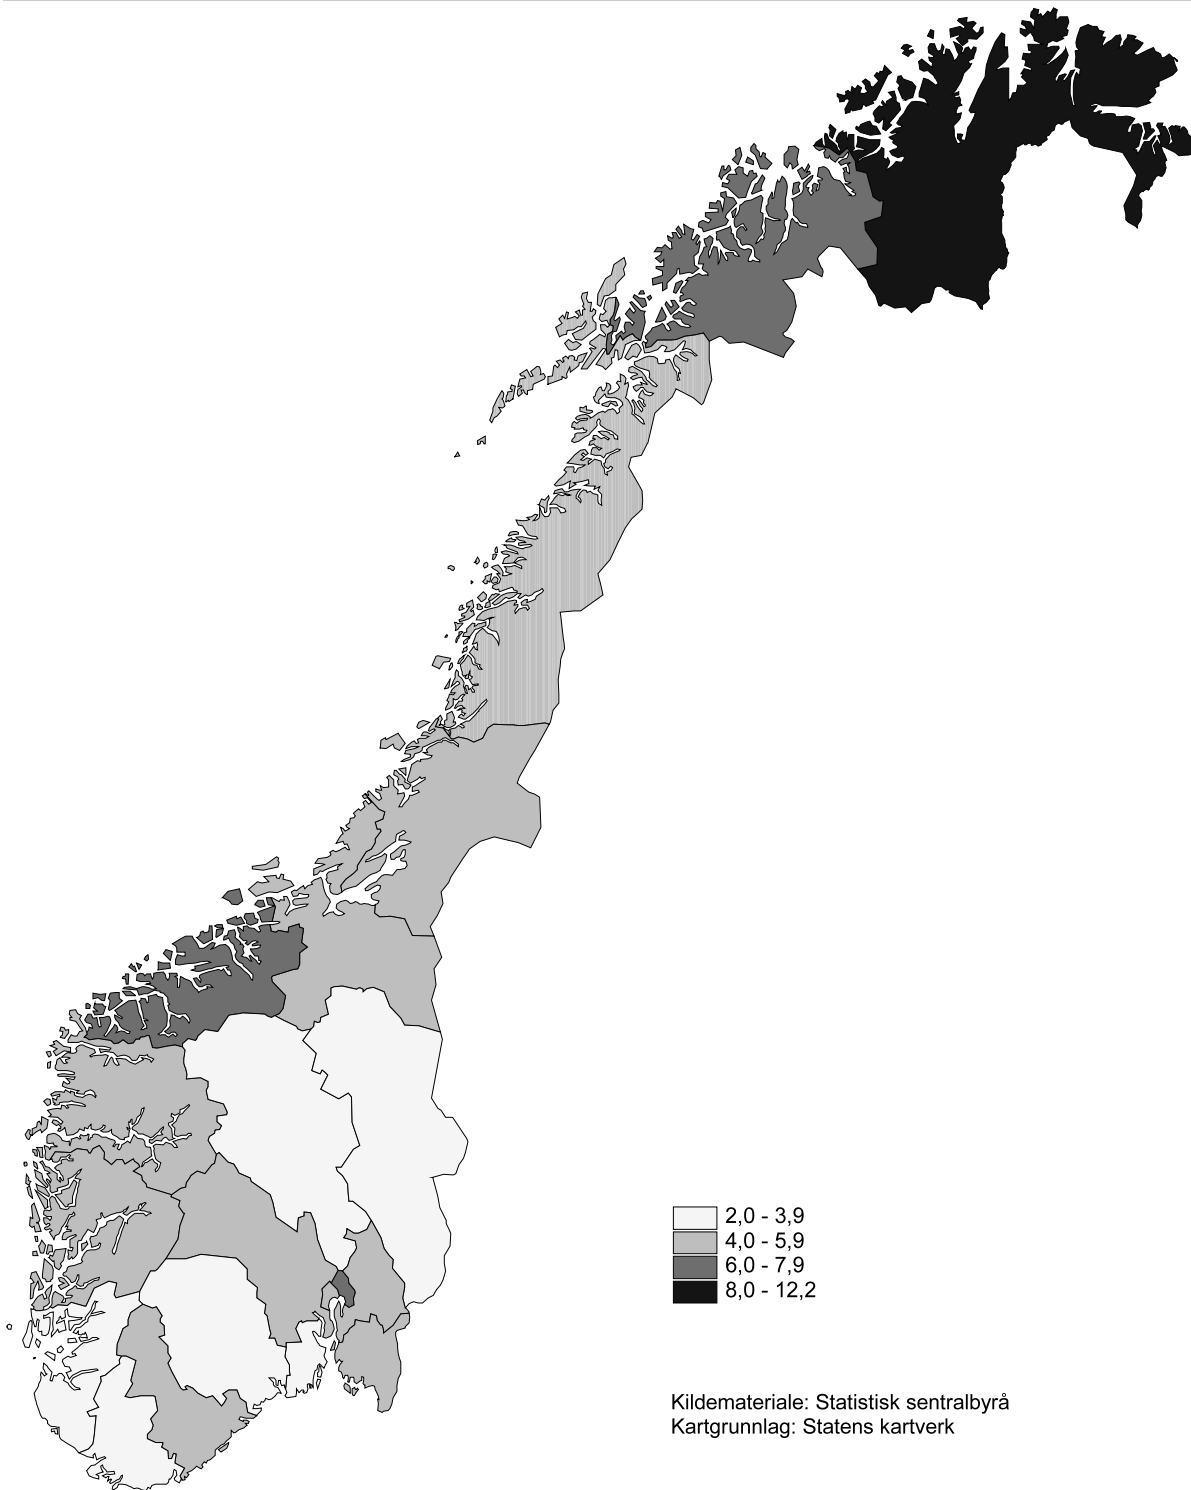 2,0 - 3,9
4,0 - 5,9
6,0 - 7,9
8,0 - 12,2
Kildemateriale: Statistisk sentralbyrå
Kartgrunnlag: Statens kartverk